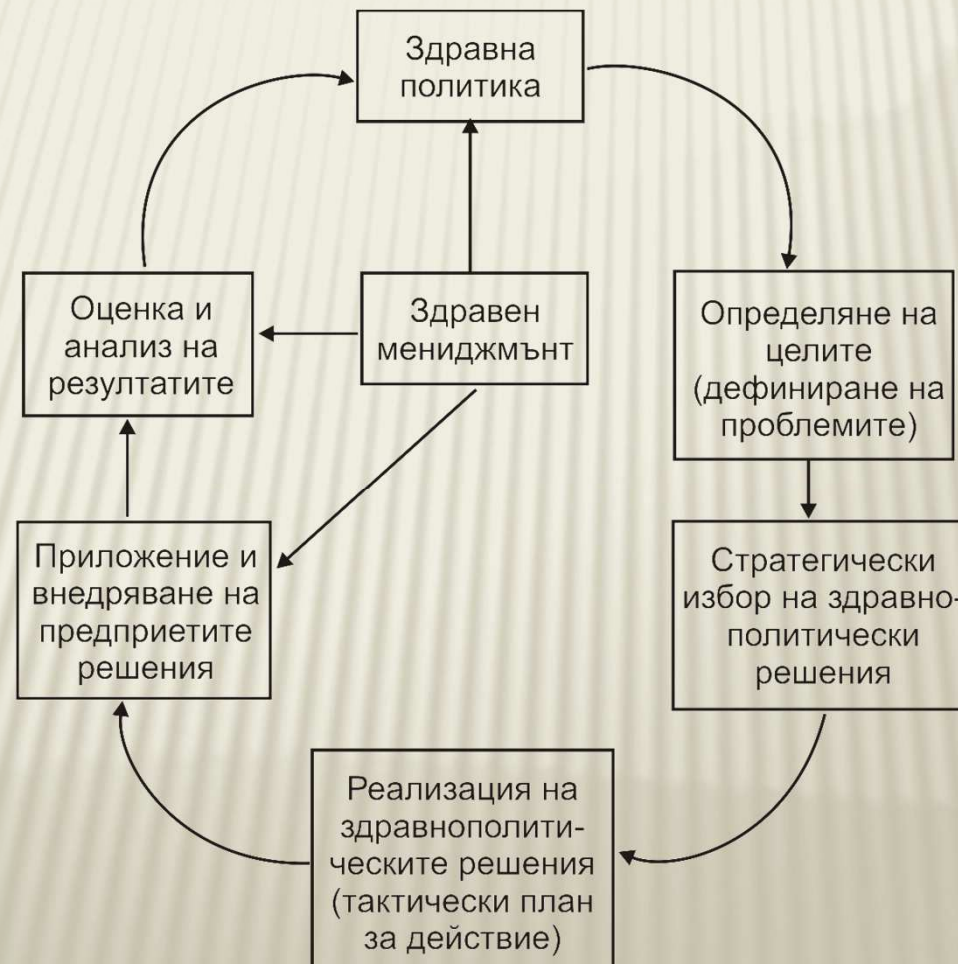 Здравна
политика
Оценка и
анализ на
резултатите
Здравен
мениджмънт
Определяне на
целите
(дефиниране на
проблемите)
Приложение и
внедряване на
предприетите
решения
Стратегически
избор на здравно-
политически
решения
Реализация на
здравнополити-
ческите решения
(тактически план
за действие)